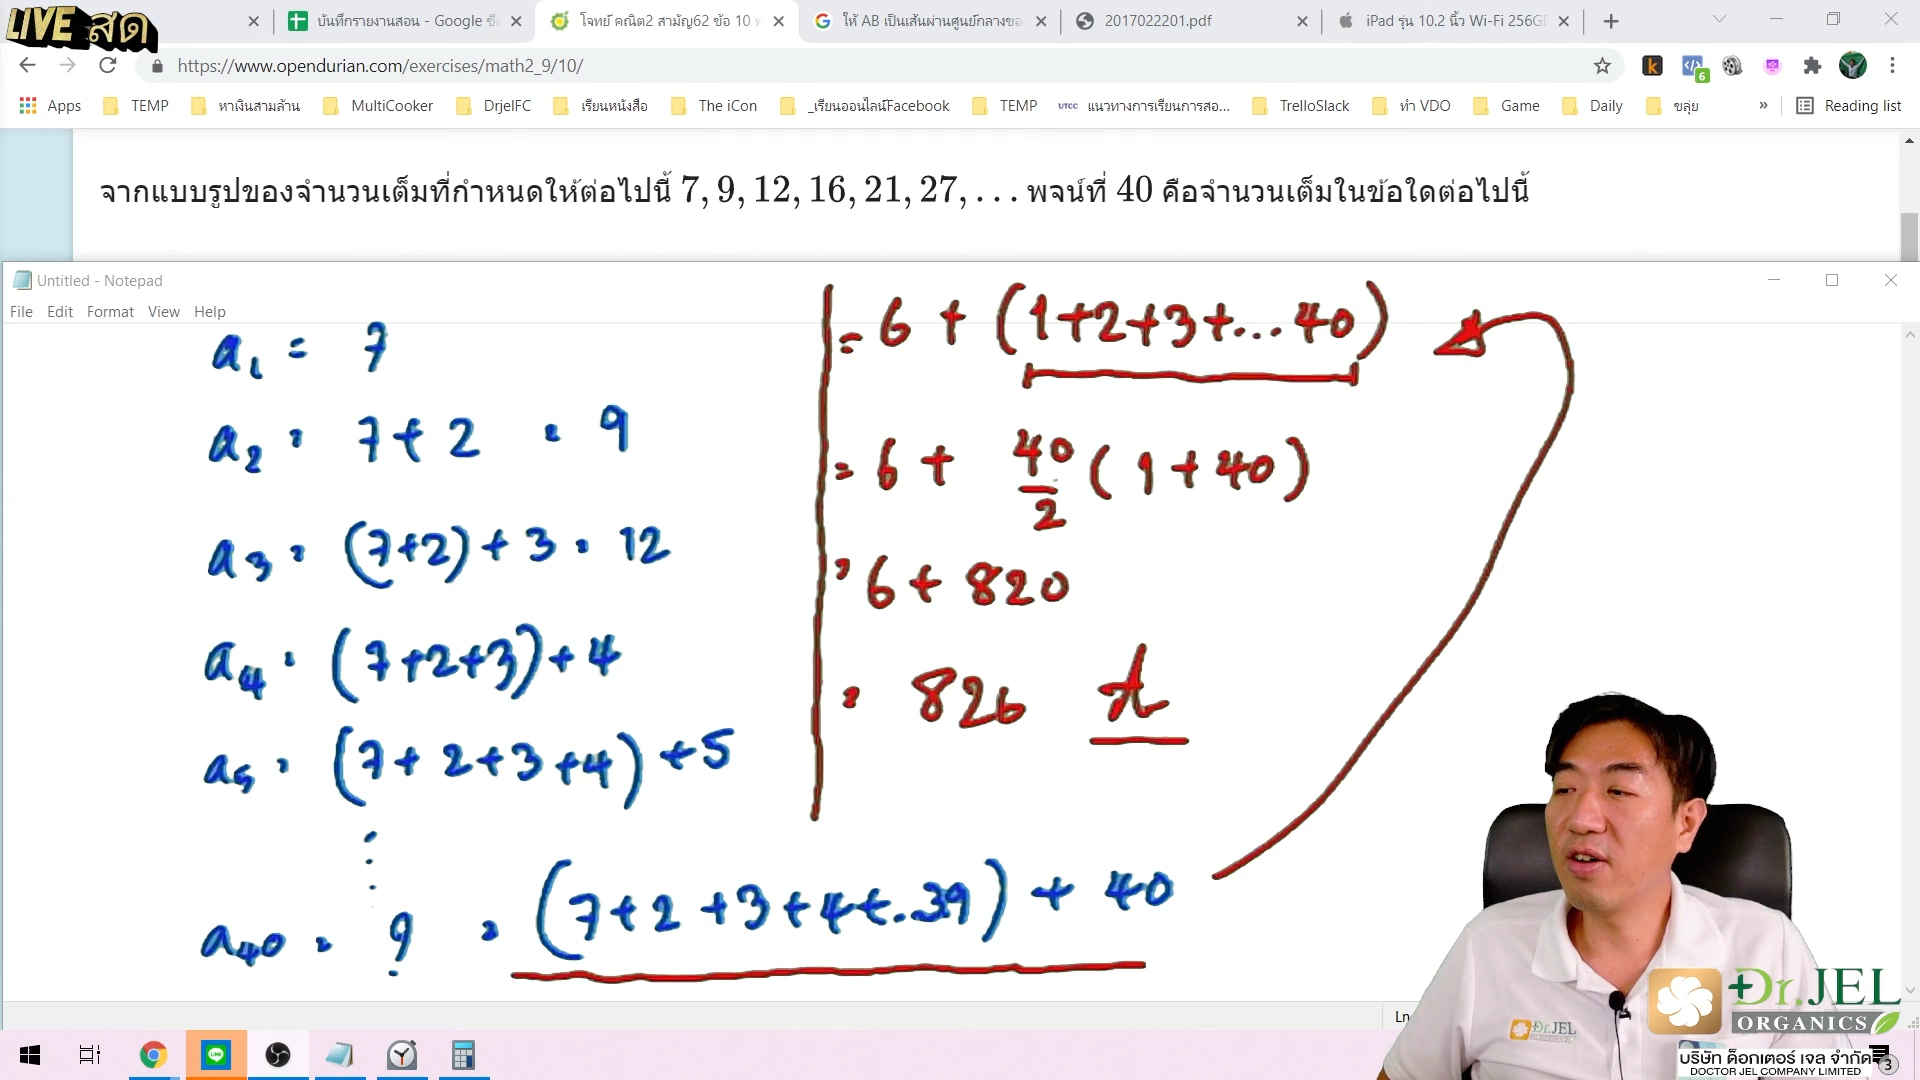 LIVE สด
บันทึกรายงานสอน - Google ชี
โจทย์ คณิต2 สามัญ62 ข้อ 10 พ
ให้ AB เป็นเส้นผ่านศูนย์กลางขอ
2017022201.pdf
iPad รุ่น 10.2 นิ้ว Wi-Fi 256GB
https://www.opendurian.com/exercises/math2_9/10/
6
Apps TEMP หาเงินสามล้าน MultiCooker DrjelFC เรียนหนังสือ The iCon _เรียนออนไลน์Facebook TEMP UTCC แนวทางการเรียนการสอ... TrelloSlack ทำ VDO Game Daily ขลุ่ย » Reading list
จากแบบรูปของจำนวนเต็มที่กำหนดให้ต่อไปนี้ 7, 9, 12, 16, 21, 27, . . . พจน์ที่ 40 คือจำนวนเต็มในข้อใดต่อไปนี้
Untitled - Notepad
File Edit Format View Help
a1 = 7
a2 = 7+2 = 9
a3 = (7+2)+3 = 12
a4 = (7+2+3)+4
a5 = (7+2+3+4)+5
⋮
a40 = ? = (7+2+3+4+..39)+40
= 6+(1+2+3+...40)
= 6+ 40/2 (1+40)
= 6+820
= 826
Ln
Dr.JEL
Dr.JEL
ORGANICS
บริษัท ด็อกเตอร์ เจล จำกัด
DOCTOR JEL COMPANY LIMITED
3